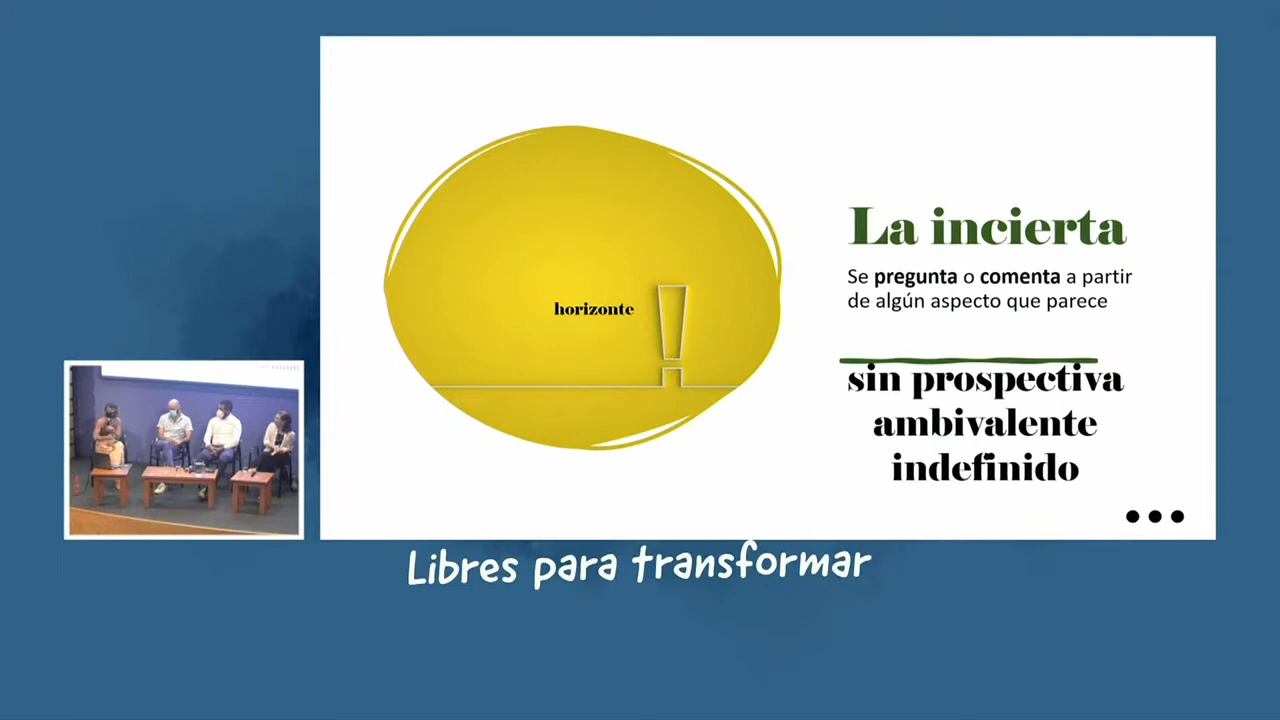 horizonte
La incierta
Se pregunta o comenta a partir
de algún aspecto que parece
sin prospectiva
ambivalente
indefinido
Libres para transformar